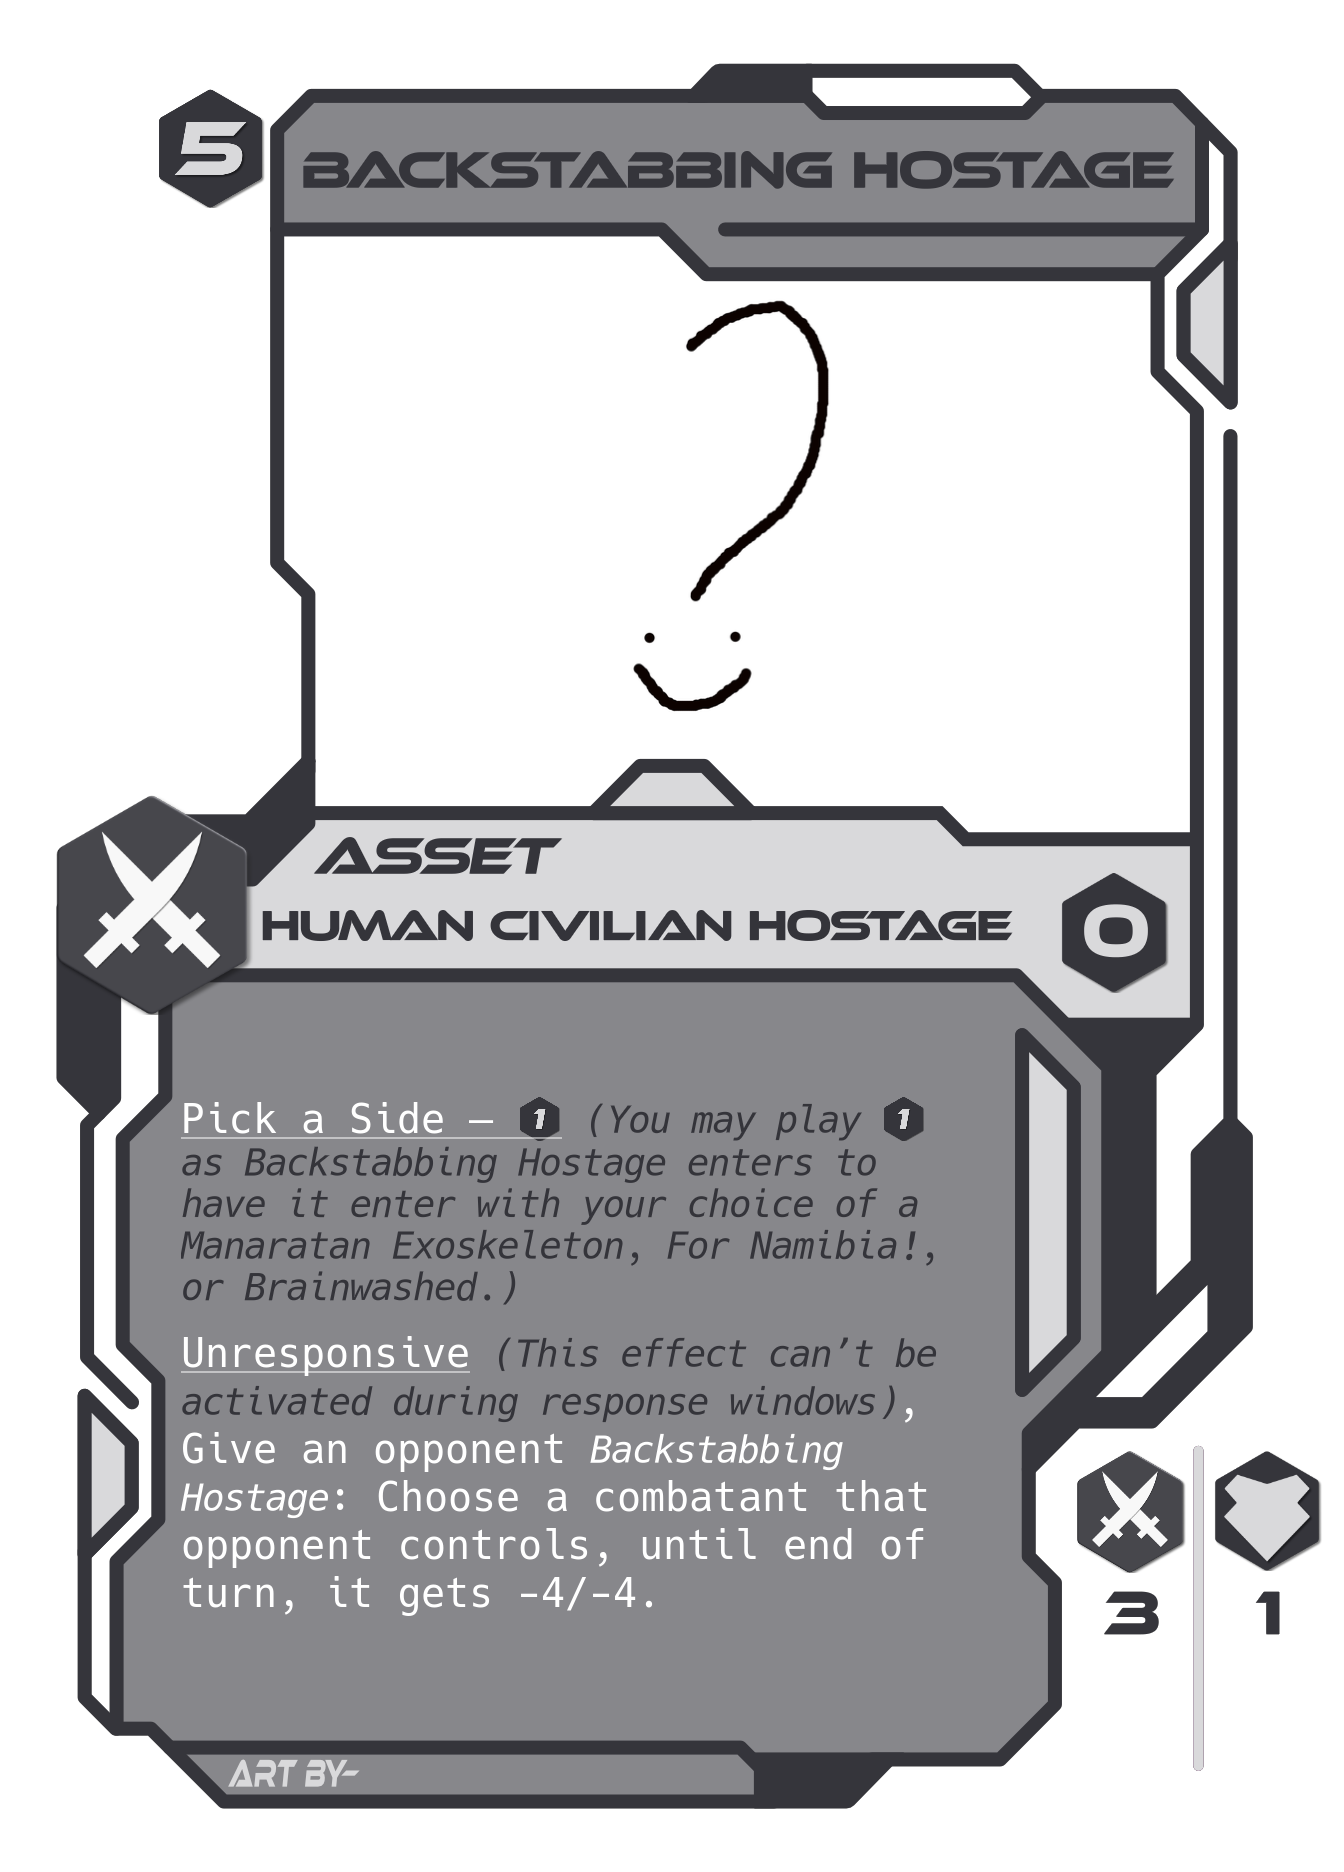 5
BACKSTABBING HOSTAGE
ASSET
HUMAN CIVILIAN HOSTAGE
0
Pick a Side – 1 (You may play 1
as Backstabbing Hostage enters to
have it enter with your choice of a
Manaratan Exoskeleton, For Namibia!,
or Brainwashed.)
Unresponsive (This effect can’t be
activated during response windows),
Give an opponent Backstabbing
Hostage: Choose a combatant that
opponent controls, until end of
turn, it gets -4/-4.
3 1
ART BY-